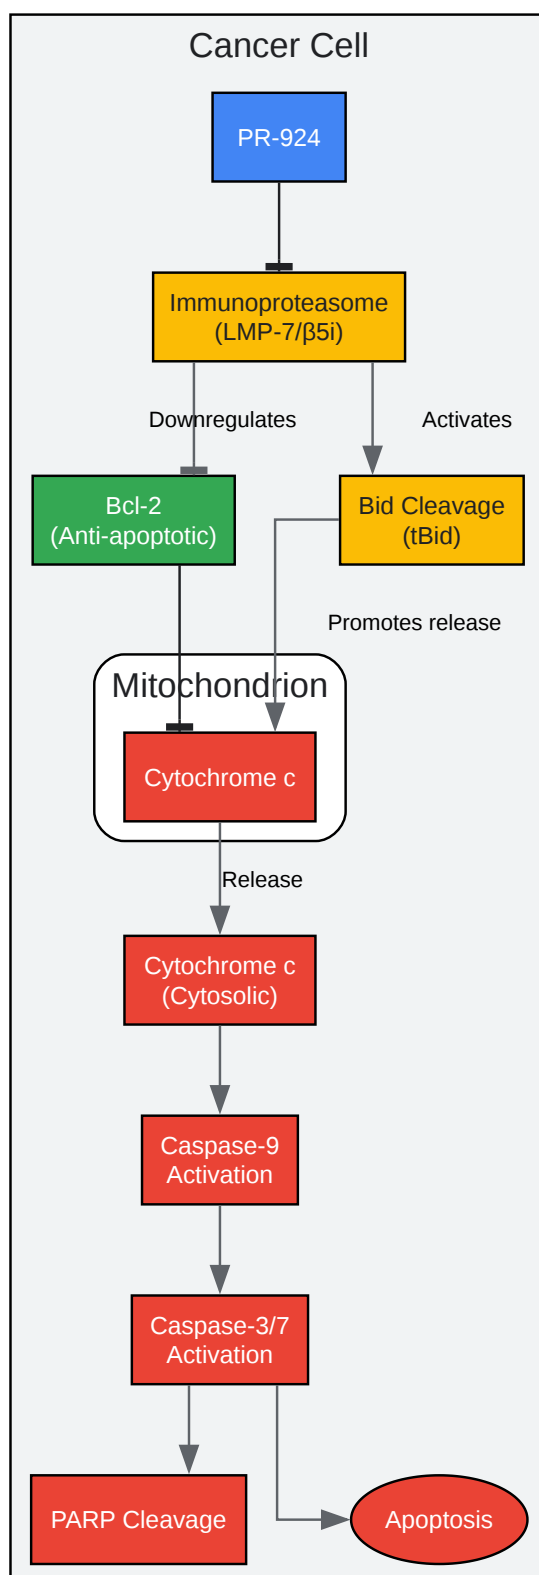 Cancer Cell
PR-924
Immunoproteasome
(LMP-7/β5i)
Downregulates
Activates
Bcl-2
(Anti-apoptotic)
Bid Cleavage
(tBid)
Promotes release
Mitochondrion
Cytochrome c
Release
Cytochrome c
(Cytosolic)
Caspase-9
Activation
Caspase-3/7
Activation
PARP Cleavage
Apoptosis